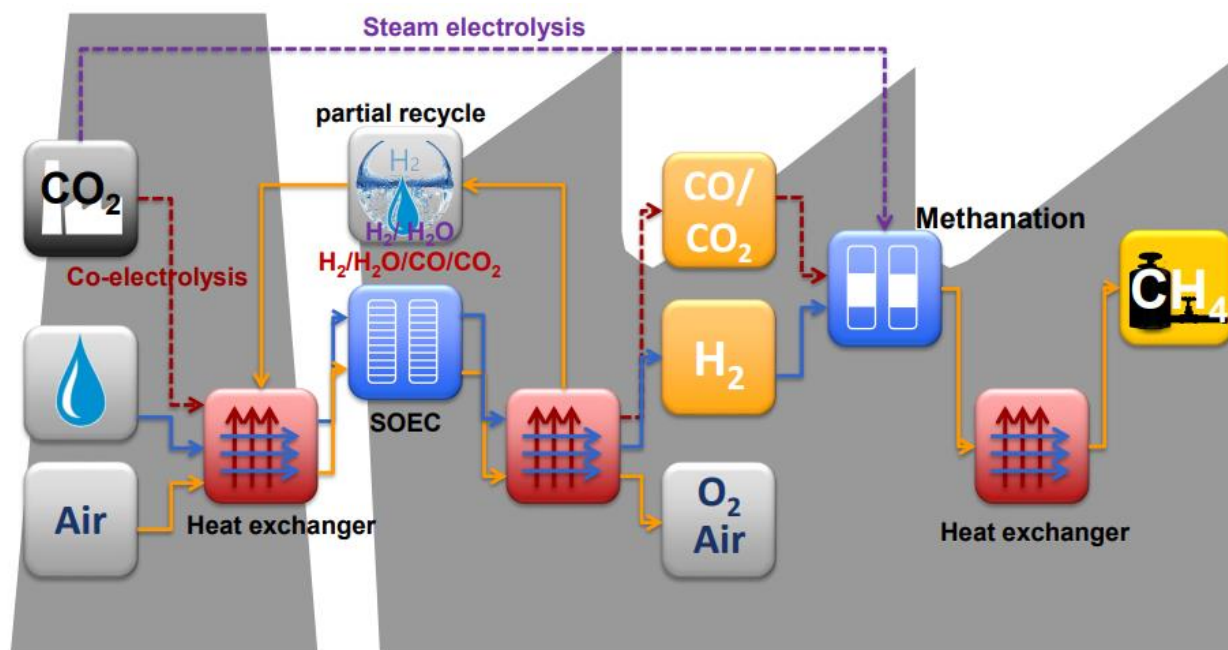 Steam electrolysis
partial recycle
H₂
H₂/ H₂O
H₂/H₂O/CO/CO₂
CO₂
Co-electrolysis
CO/
CO₂
Methanation
CH₄
SOEC
H₂
Air
Heat exchanger
O₂
Air
Heat exchanger